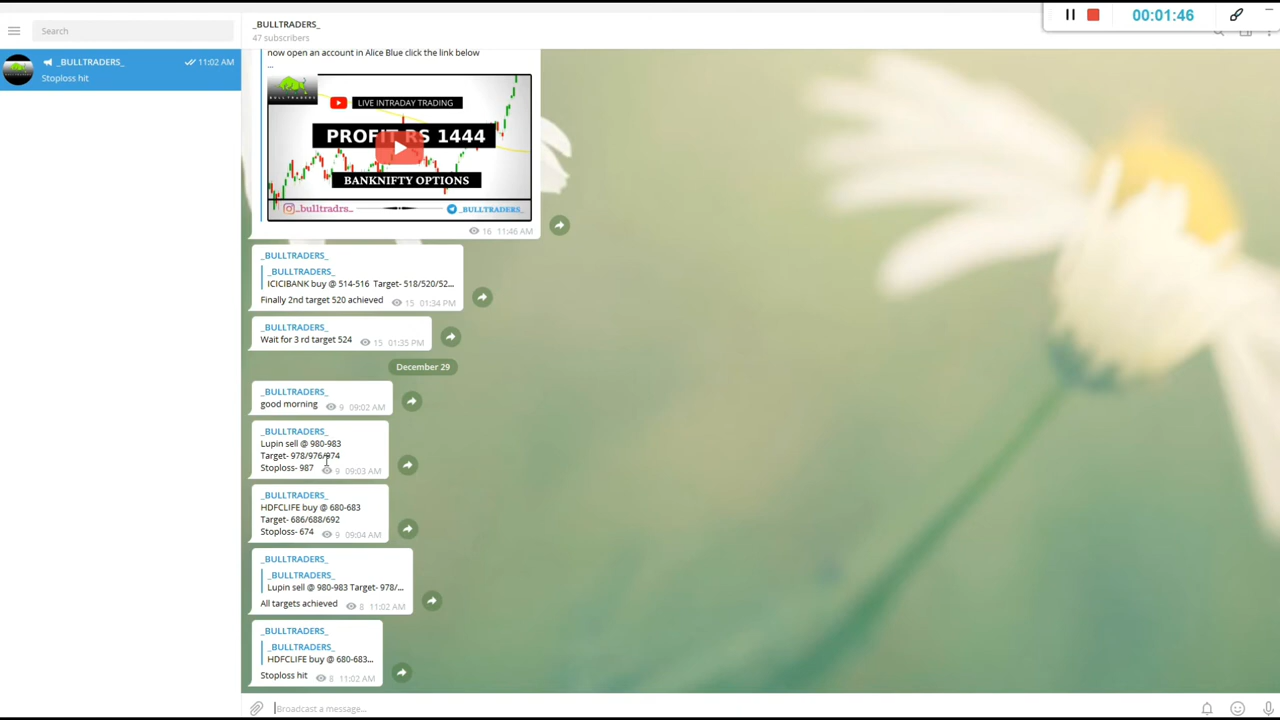 00:01:46
Search
_BULLTRADERS_
11:02 AM
Stoploss hit
_BULLTRADERS_
47 subscribers
now open an account in Alice Blue click the link below
...
LIVE INTRADAY TRADING
PROFIT RS 1444
BANKNIFTY OPTIONS
_bulltradrs_
_BULLTRADERS_
16 11:46 AM
_BULLTRADERS_
_BULLTRADERS_
ICICIBANK buy @ 514-516 Target- 518/520/52...
Finally 2nd target 520 achieved 15 01:34 PM
_BULLTRADERS_
Wait for 3 rd target 524 15 01:35 PM
December 29
_BULLTRADERS_
good morning 9 09:02 AM
_BULLTRADERS_
Lupin sell @ 980-983
Target- 978/976/974
Stoploss- 987 9 09:03 AM
_BULLTRADERS_
HDFCLIFE buy @ 680-683
Target- 686/688/692
Stoploss- 674 9 09:04 AM
_BULLTRADERS_
_BULLTRADERS_
Lupin sell @ 980-983 Target- 978/...
All targets achieved 8 11:02 AM
_BULLTRADERS_
_BULLTRADERS_
HDFCLIFE buy @ 680-683...
Stoploss hit 8 11:02 AM
Broadcast a message...